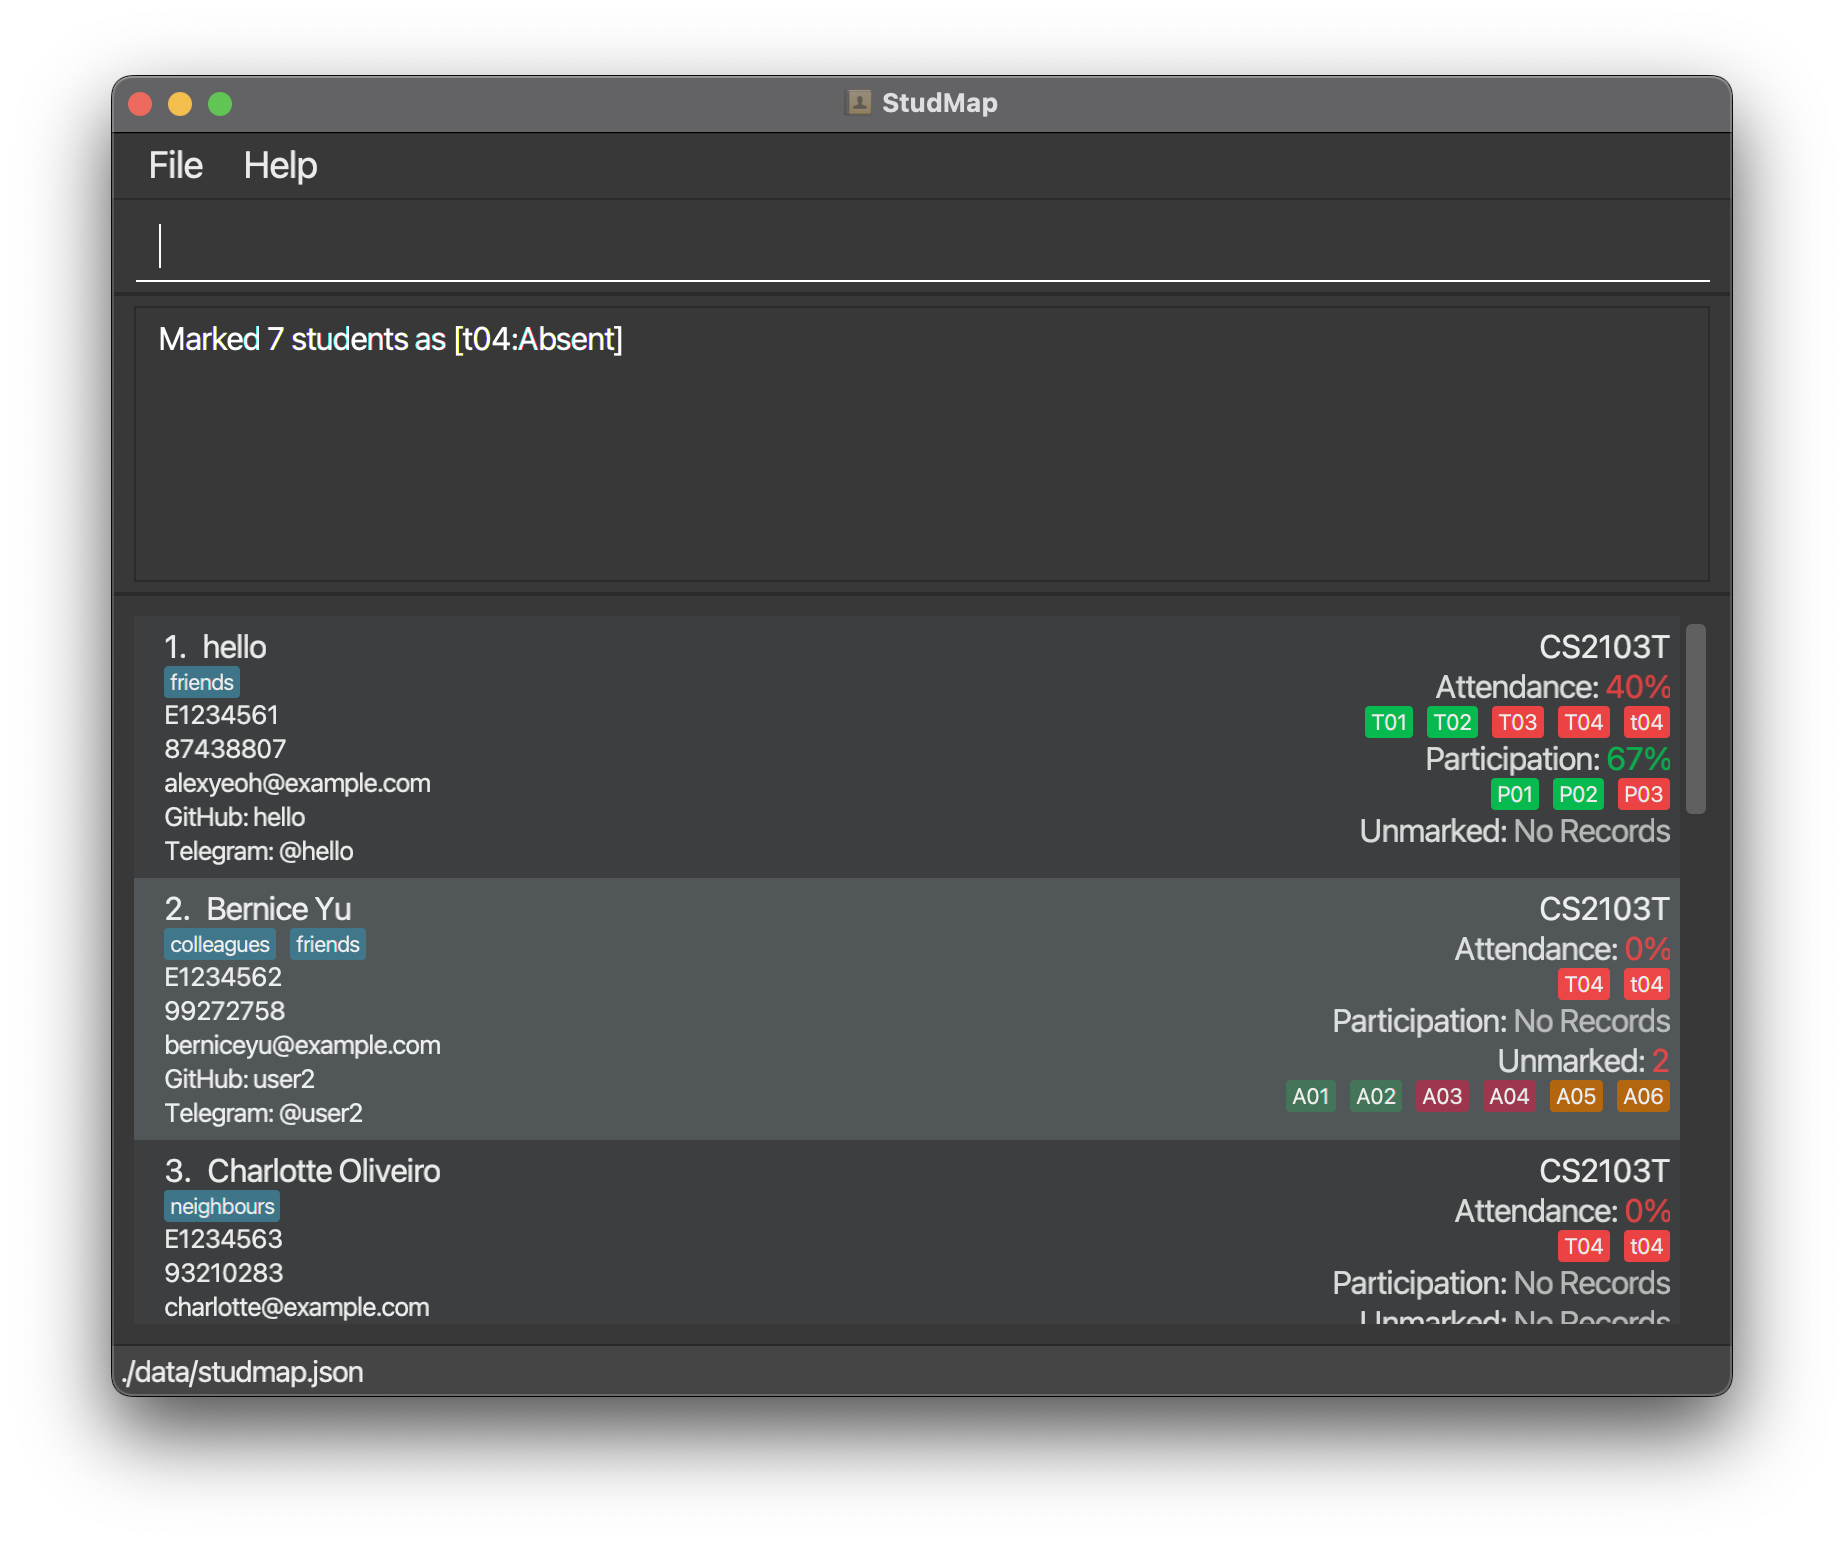 StudMap
File Help
Marked 7 students as [t04:Absent]
1. hello
friends
E1234561
87438807
alexyeoh@example.com
GitHub: hello
Telegram: @hello
CS2103T
Attendance: 40%
T01 T02 T03 T04 t04
Participation: 67%
P01 P02 P03
Unmarked: No Records
2. Bernice Yu
colleagues friends
E1234562
99272758
berniceyu@example.com
GitHub: user2
Telegram: @user2
CS2103T
Attendance: 0%
T04 t04
Participation: No Records
Unmarked: 2
A01 A02 A03 A04 A05 A06
3. Charlotte Oliveiro
neighbours
E1234563
93210283
charlotte@example.com
CS2103T
Attendance: 0%
T04 t04
Participation: No Records
Unmarked: No Records
./data/studmap.json